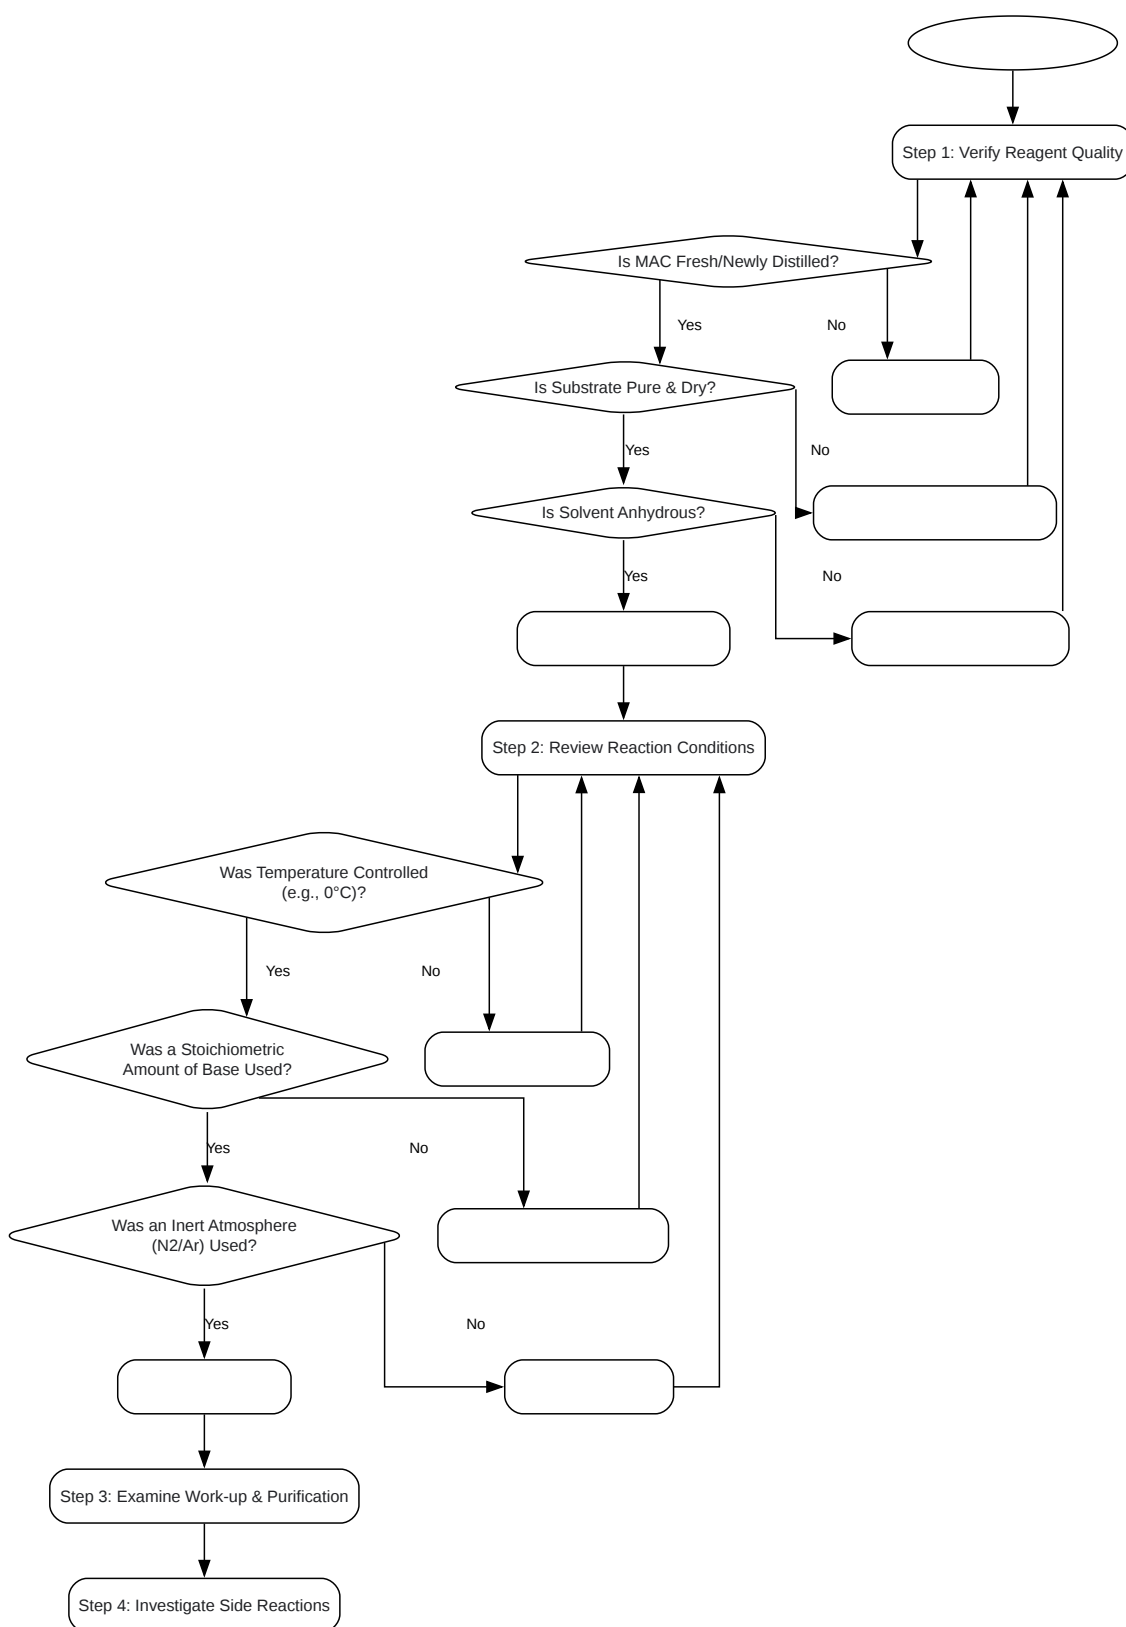 Step 1: Verify Reagent Quality
Is MAC Fresh/Newly Distilled?
Yes
No
Is Substrate Pure & Dry?
Yes
No
Is Solvent Anhydrous?
Yes
No
Step 2: Review Reaction Conditions
Was Temperature Controlled
(e.g., 0°C)?
Yes
No
Was a Stoichiometric
Amount of Base Used?
Yes
No
Was an Inert Atmosphere
(N2/Ar) Used?
Yes
No
Step 3: Examine Work-up & Purification
Step 4: Investigate Side Reactions